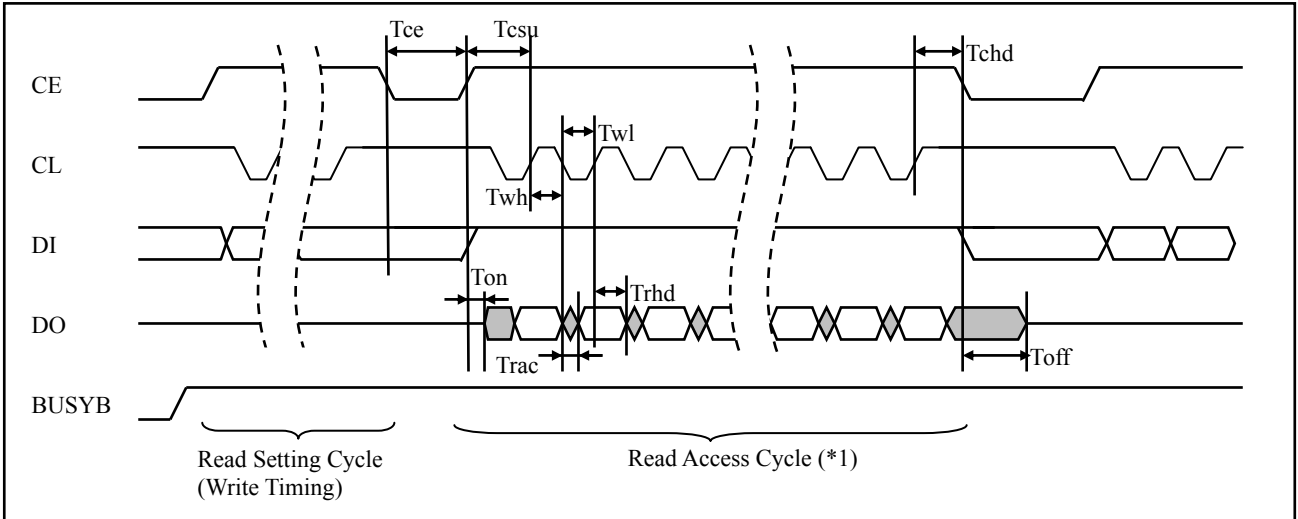 Tce
Tcsu
Tchd
CE
Twl
CL
Twh
DI
Ton
Trhd
DO
Trac
Toff
BUSYB
Read Setting Cycle
(Write Timing)
Read Access Cycle (*1)